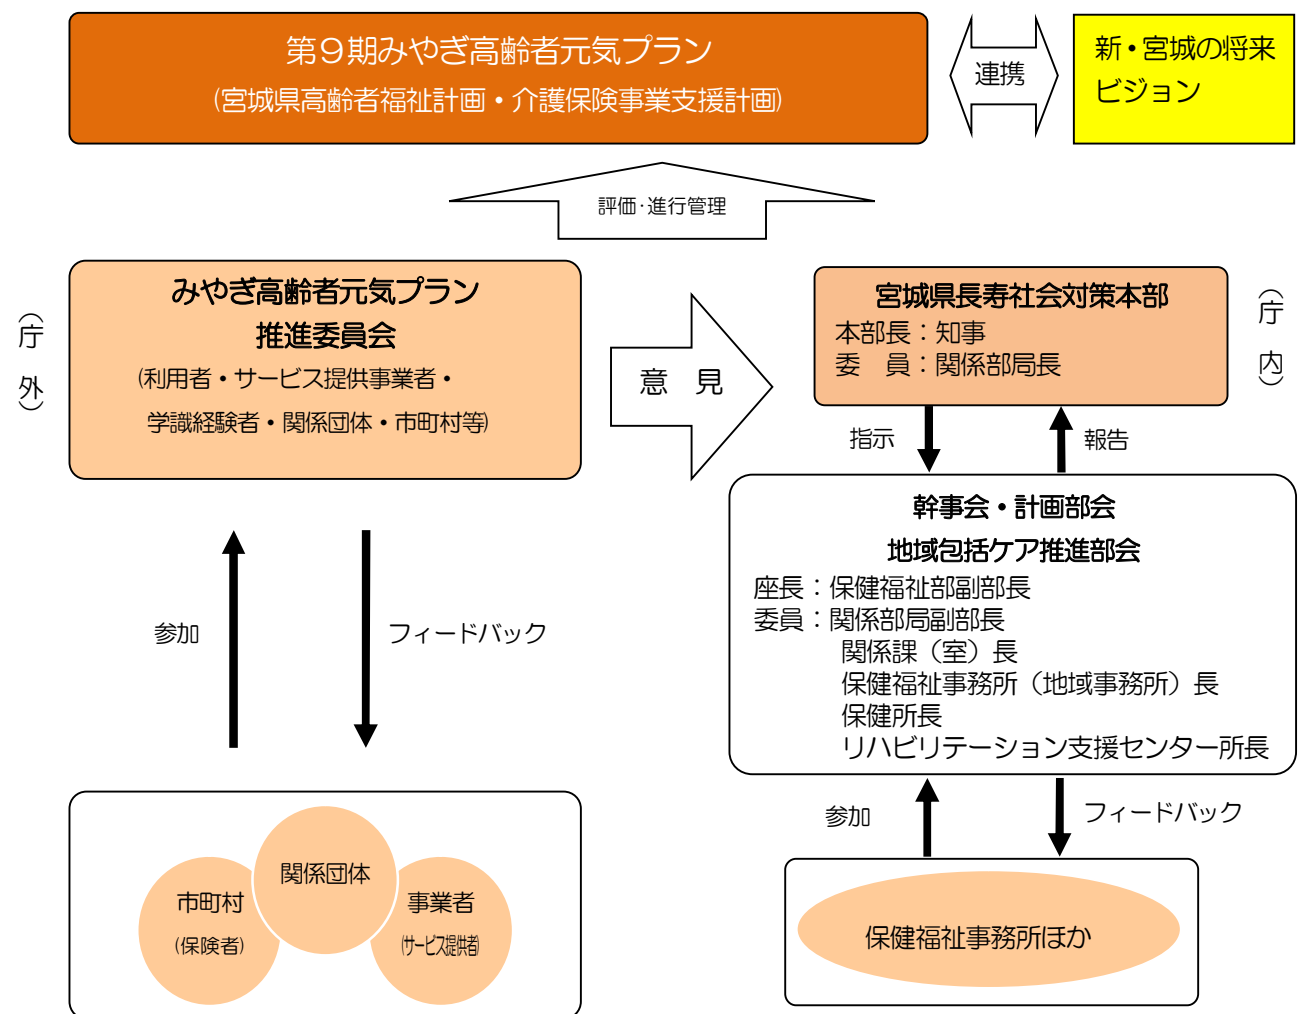 第９期みやぎ高齢者元気プラン
(宮城県高齢者福祉計画・介護保険事業支援計画)
連携
新・宮城の将来
ビジョン
評価・進行管理
（庁外）
みやぎ高齢者元気プラン
推進委員会
(利用者・サービス提供事業者・
学識経験者・関係団体・市町村等)
意　見
宮城県長寿社会対策本部
本部長：知事
委　員：関係部局長
（庁内）
指示
報告
幹事会・計画部会
地域包括ケア推進部会
座長：保健福祉部副部長
委員：関係部局副部長
関係課（室）長
保健福祉事務所（地域事務所）長
保健所長
リハビリテーション支援センター所長
参加
フィードバック
参加
フィードバック
関係団体
市町村
(保険者)
事業者
(サービス提供者)
保健福祉事務所ほか